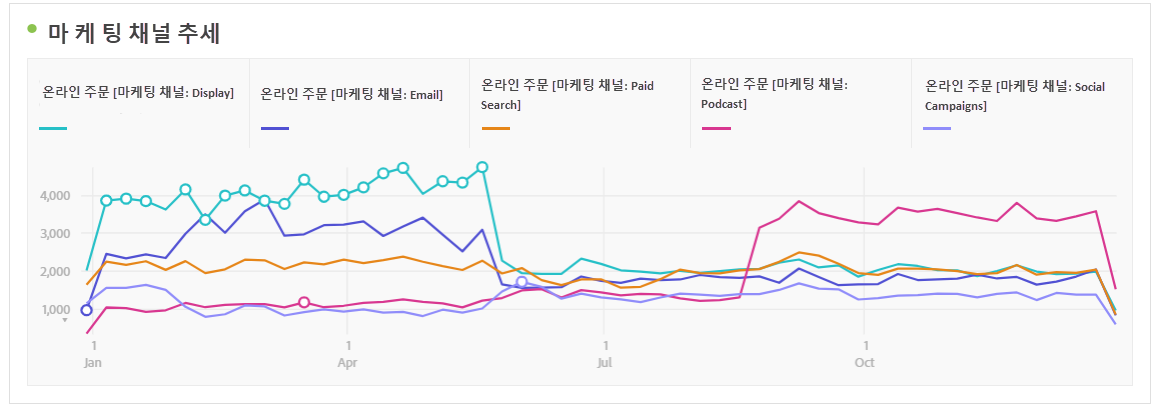 마 케 팅 채널 추세
온라인 주문 [마케팅 채널: Display]
온라인 주문 [마케팅 채널: Email]
온라인 주문 [마케팅 채널: Paid
Search]
온라인 주문 [마케팅 채널:
Podcast]
온라인 주문 [마케팅 채널: Social
Campaigns]
4,000
3,000
2,000
1,000
1
Jan
1
Apr
1
Jul
1
Oct